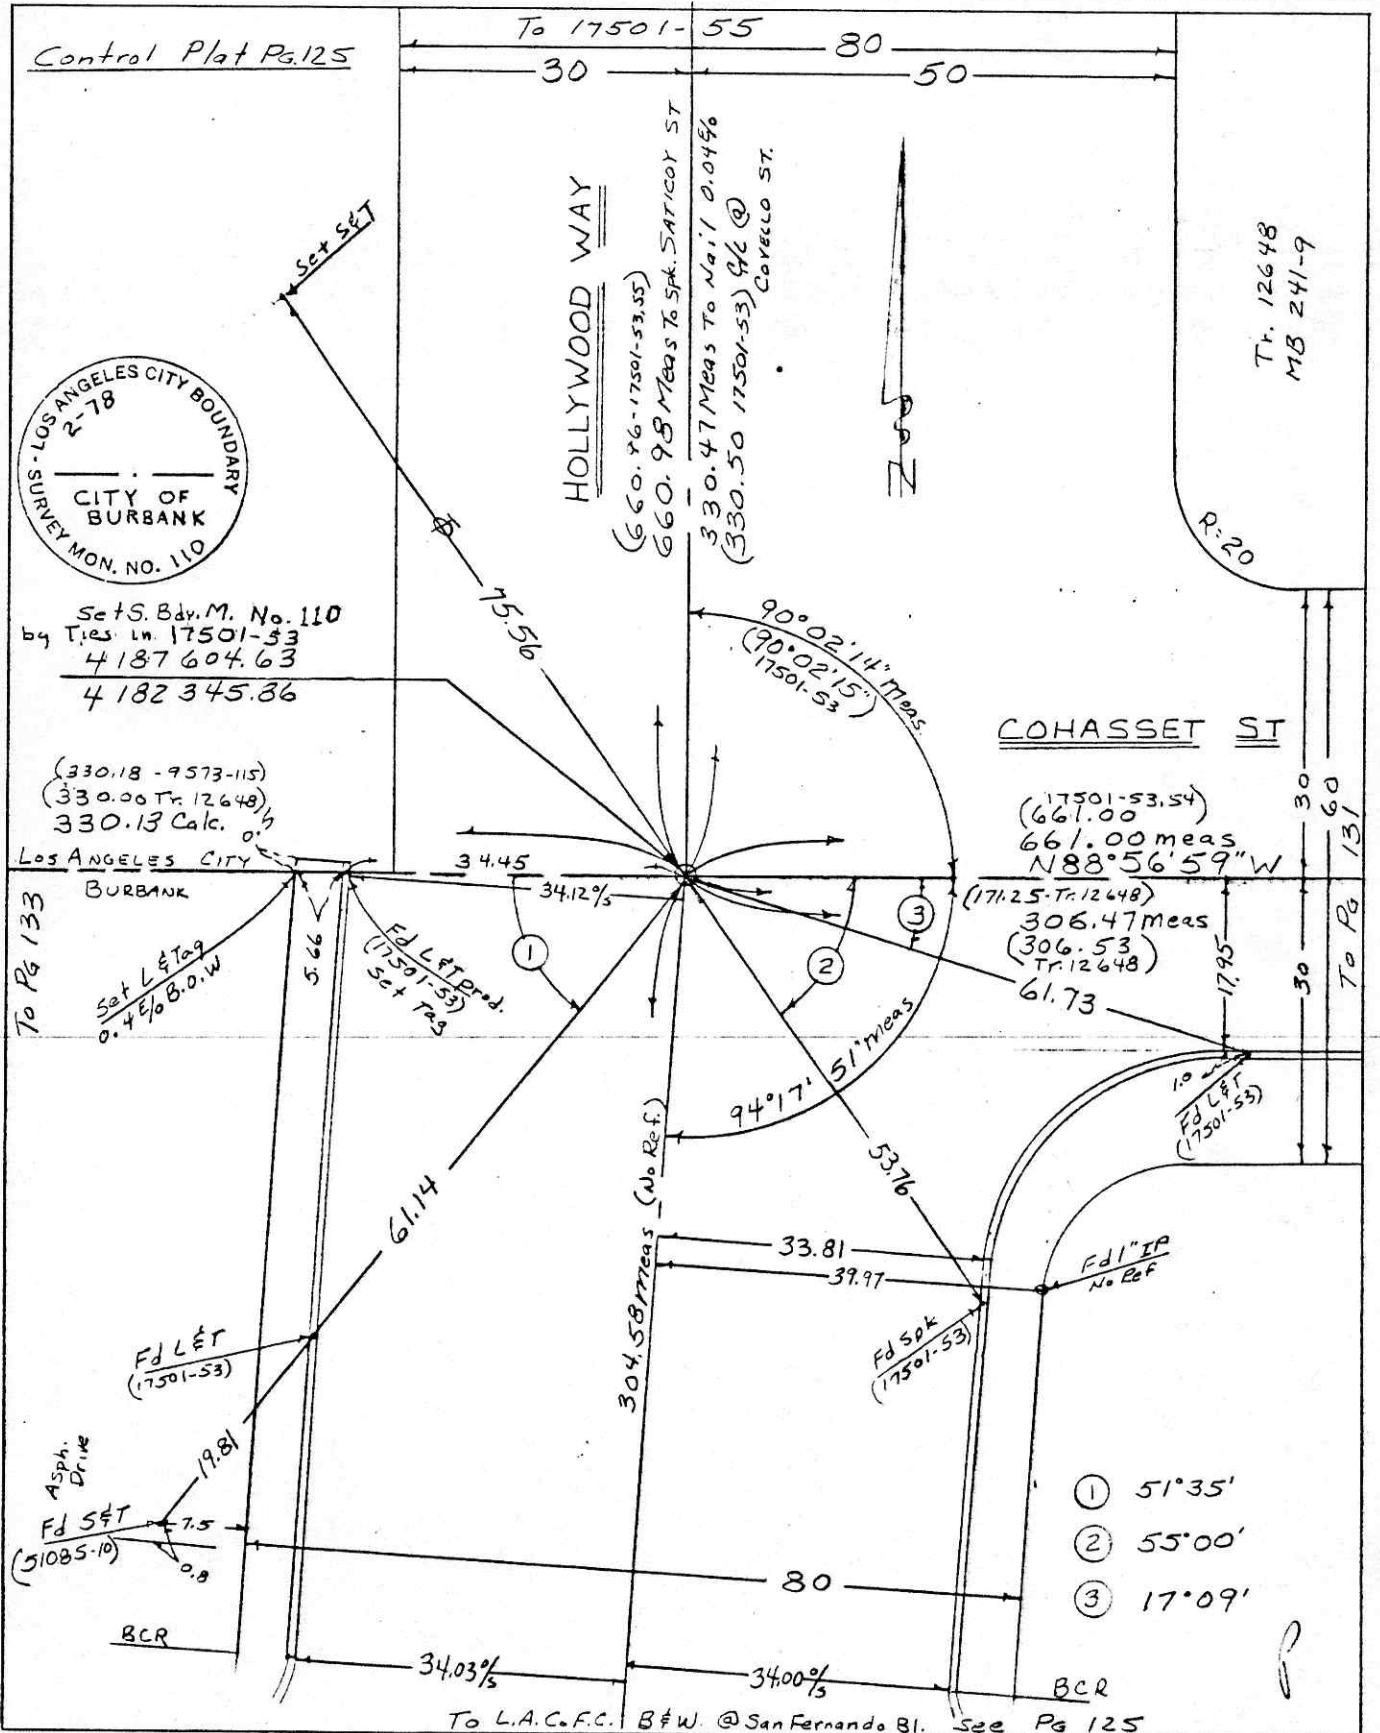 Control Plat Pg.125
To 17501-55
80
30
50
Set S&T
HOLLYWOOD WAY
(660.96-17501-53,55)
660.98 Meas To Spk. SATICOY ST
330.47 Meas To Nail 0.04%
(330.50 17501-53) C/L @
COVELLO ST.
Tr. 12648
MB 241-9
R=20
SURVEY MON. NO. 110
LOS ANGELES CITY BOUNDARY
2-78
CITY OF
BURBANK
Set S. Bdy. M. No. 110
by Ties in 17501-53
4 187 604.63
4 182 345.86
75.56
90°02'14" meas.
(90°02'15"
17501-53)
COHASSET ST
(17501-53,54)
(661.00
661.00 meas
N88°56'59"W
(171.25-Tr.12648)
306.47 meas
(306.53
Tr.12648)
30
60
30
To PG 131
17.95
(330.18 - 9573-115)
(330.00 Tr. 12648)
330.13 Calc.
LOS ANGELES CITY
BURBANK
34.45
34.12 o/s
To PG 133
Set L & Tag
0.4 E/o B.O.W
5.66
Fd L & T prod.
(17501-53)
Set Tag
1
2
3
61.73
94°17'51" meas
1.0
Fd L & T
(17501-53)
53.76
61.14
304.58 meas (No Ref.)
33.81
39.97
Fd 1" IP
No Ref
Fd Spk
(17501-53)
Fd L & T
(17501-53)
19.81
Asph.
Drive
Fd S&T
(51085-10)
7.5
0.8
80
1 51°35'
2 55°00'
3 17°09'
BCR
34.03 o/s
34.00 o/s
BCR
To L.A.Co.F.C. B & W. @ San Fernando Bl. See Pg 125